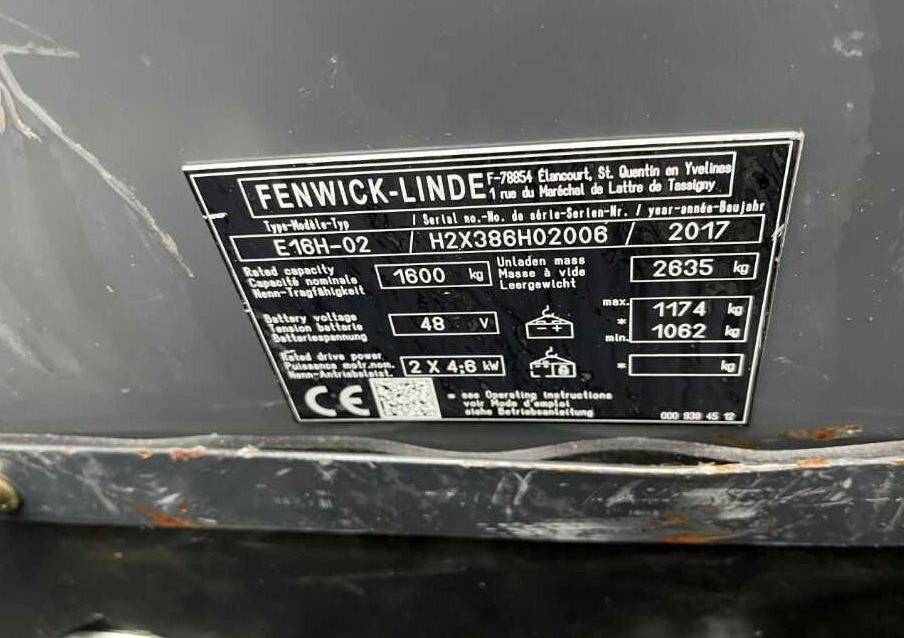 FENWICK-LINDE F-78854 Élancourt, St. Quentin en Yvelines
1 rue du Maréchal de Lattre de Tassigny
Type-Modèle-Typ / Serial no.-No. de série-Serien-Nr. / year-année-Baujahr
E16H-02 / H2X386H02006 / 2017
Rated capacity
Capacité nominale
Nenn-Tragfähigkeit
1600 kg
Unladen mass
Masse à vide
Leergewicht
2635 kg
Battery voltage
Tension batterie
Batteriespannung
48 V
- +
max. 1174 kg
*
min. 1062 kg
Rated drive power
Puissance motr.nom.
Nenn-Antriebsleist.
2 X 4;6 kW
* kg
CE
* see Operating instructions
voir Mode d'emploi
siehe Betriebsanleitung
000 938 45 12